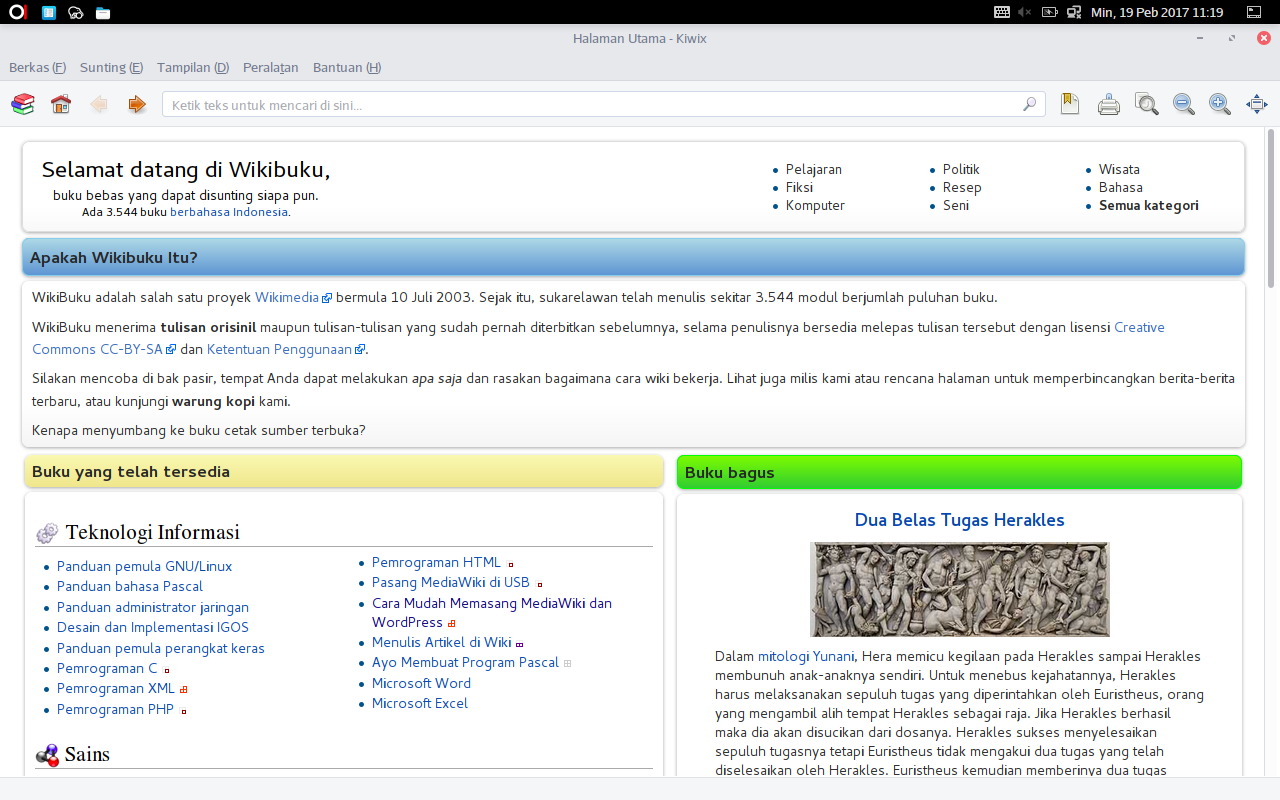 Min, 19 Peb 2017 11:19
Halaman Utama - Kiwix
Berkas (F) Sunting (E) Tampilan (D) Peralatan Bantuan (H)
Ketik teks untuk mencari di sini...
Selamat datang di Wikibuku,
buku bebas yang dapat disunting siapa pun.
Ada 3.544 buku berbahasa Indonesia.
Pelajaran
Fiksi
Komputer
Politik
Resep
Seni
Wisata
Bahasa
Semua kategori
Apakah Wikibuku Itu?
WikiBuku adalah salah satu proyek Wikimedia bermula 10 Juli 2003. Sejak itu, sukarelawan telah menulis sekitar 3.544 modul berjumlah puluhan buku.
WikiBuku menerima tulisan orisinil maupun tulisan-tulisan yang sudah pernah diterbitkan sebelumnya, selama penulisnya bersedia melepas tulisan tersebut dengan lisensi Creative
Commons CC-BY-SA dan Ketentuan Penggunaan.
Silakan mencoba di bak pasir, tempat Anda dapat melakukan apa saja dan rasakan bagaimana cara wiki bekerja. Lihat juga milis kami atau rencana halaman untuk memperbincangkan berita-berita
terbaru, atau kunjungi warung kopi kami.
Kenapa menyumbang ke buku cetak sumber terbuka?
Buku yang telah tersedia
Teknologi Informasi
Panduan pemula GNU/Linux
Panduan bahasa Pascal
Panduan administrator jaringan
Desain dan Implementasi IGOS
Panduan pemula perangkat keras
Pemrograman C
Pemrograman XML
Pemrograman PHP
Pemrograman HTML
Pasang MediaWiki di USB
Cara Mudah Memasang MediaWiki dan
WordPress
Menulis Artikel di Wiki
Ayo Membuat Program Pascal
Microsoft Word
Microsoft Excel
Sains
Buku bagus
Dua Belas Tugas Herakles
Dalam mitologi Yunani, Hera memicu kegilaan pada Herakles sampai Herakles
membunuh anak-anaknya sendiri. Untuk menebus kejahatannya, Herakles
harus melaksanakan sepuluh tugas yang diperintahkan oleh Euristheus, orang
yang mengambil alih tempat Herakles sebagai raja. Jika Herakles berhasil
maka dia akan disucikan dari dosanya. Herakles sukses menyelesaikan
sepuluh tugasnya tetapi Euristheus tidak mengakui dua tugas yang telah
diselesaikan oleh Herakles. Euristheus kemudian memberinya dua tugas